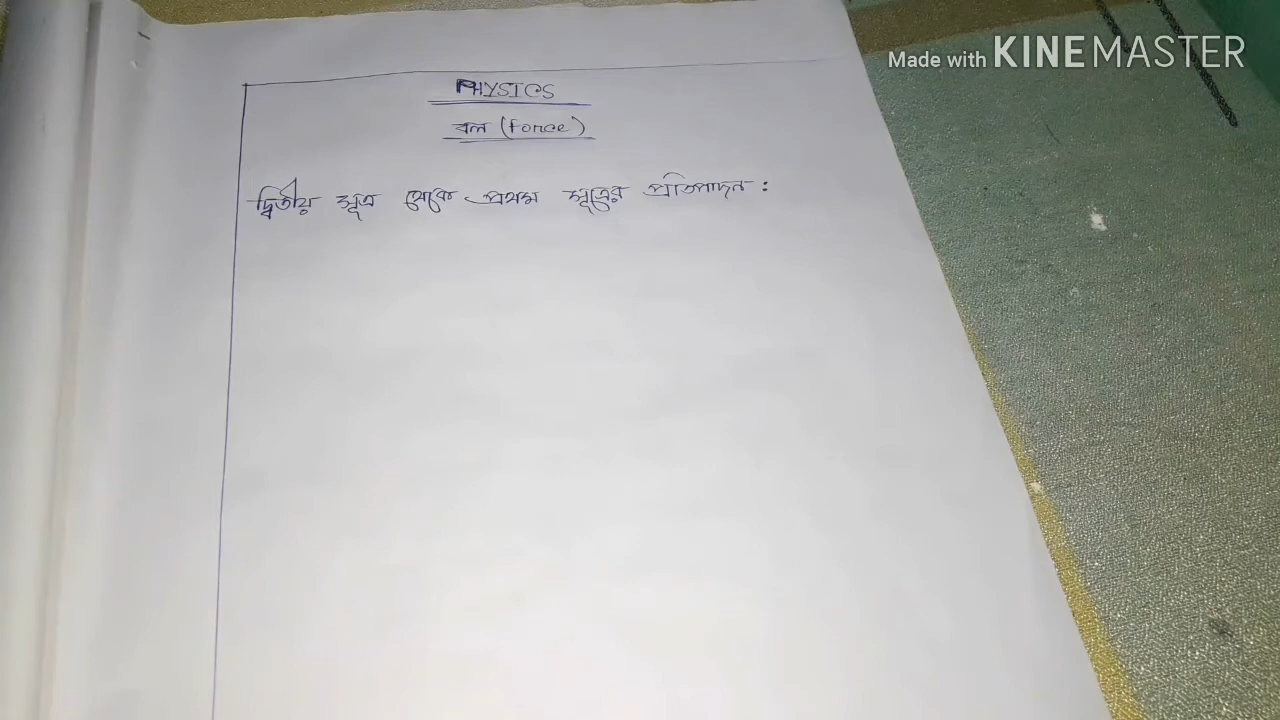 Made with KINEMASTER
PHYSICS
বল (Force)
দ্বিতীয় সূত্র থেকে প্রথম সূত্রের প্রতিপাদন :